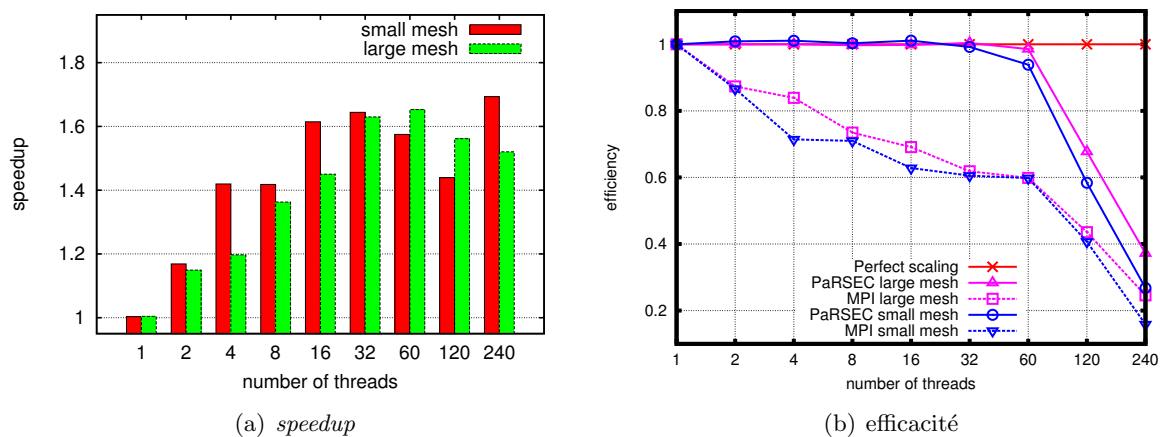 small mesh
large mesh
speedup
1.8
1.6
1.4
1.2
1
1 2 4 8 16 32 60 120 240
number of threads
(a) speedup
efficiency
1
0.8
0.6
0.4
0.2
Perfect scaling
PaRSEC large mesh
MPI large mesh
PaRSEC small mesh
MPI small mesh
1 2 4 8 16 32 60 120 240
number of threads
(b) efficacité